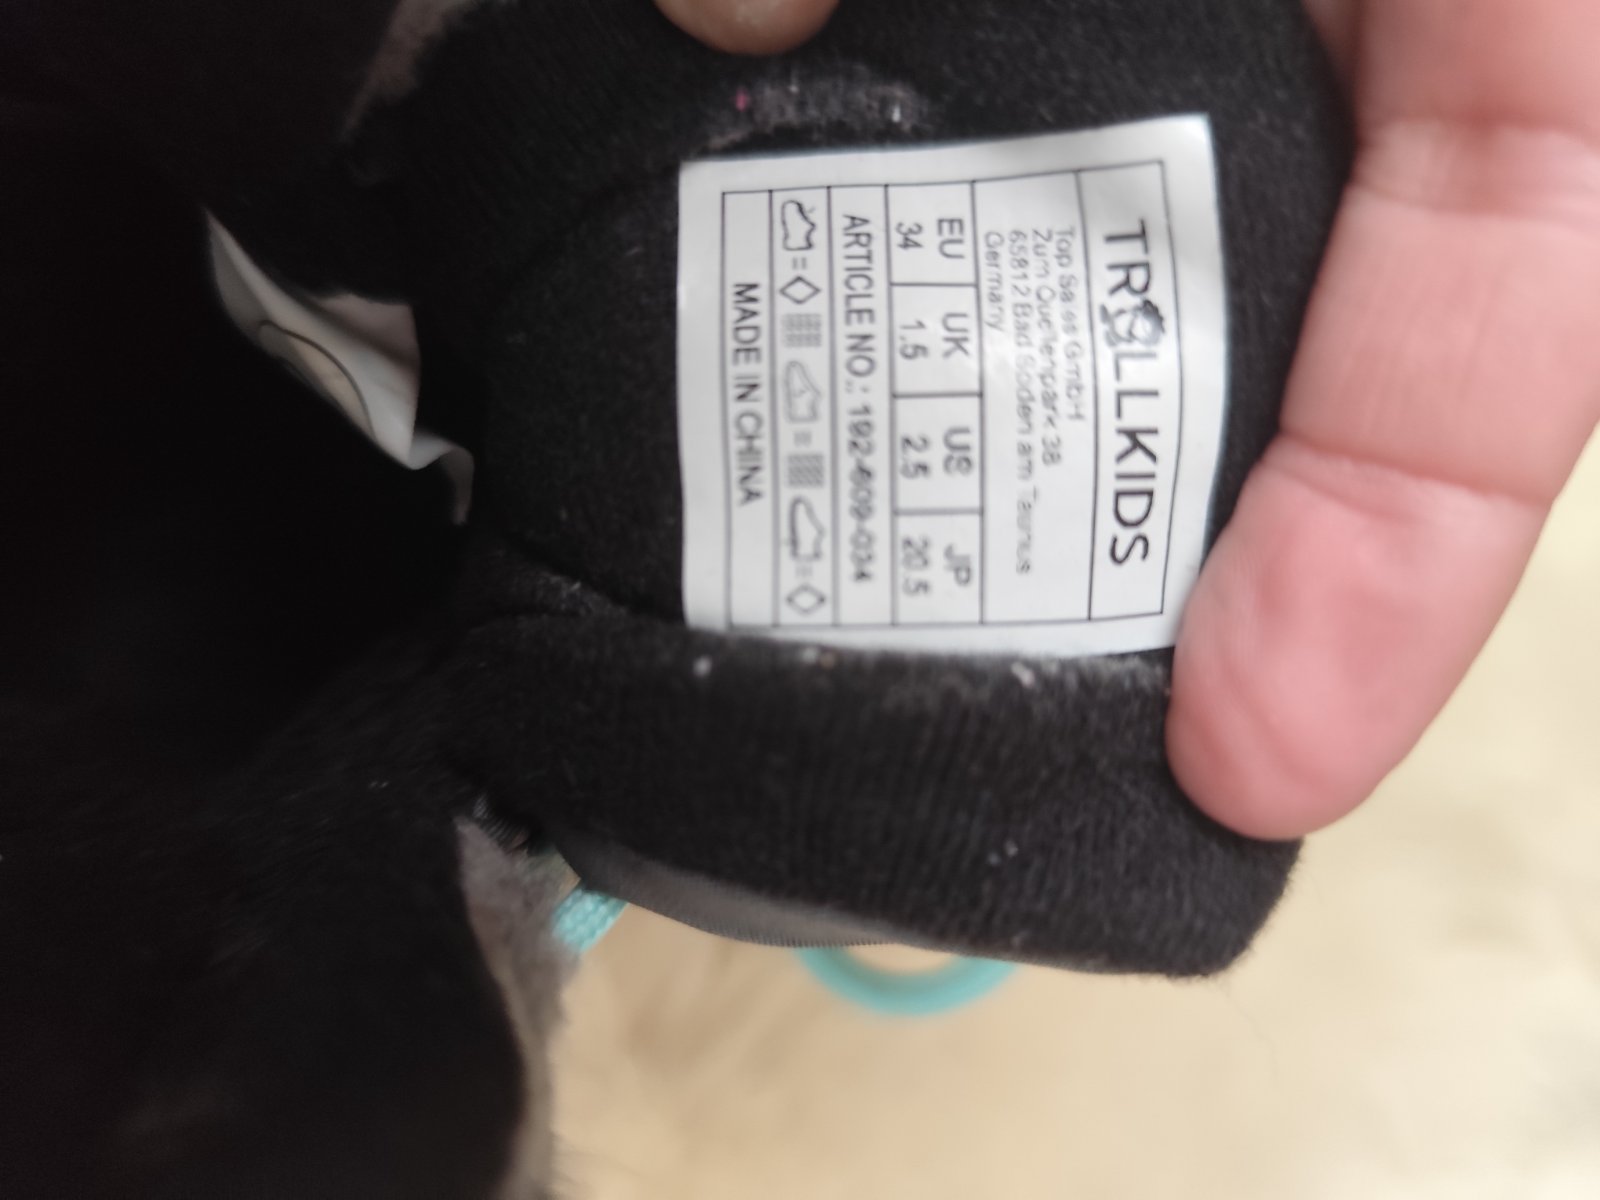 TROLLKIDS
Top Sales GmbH
Zum Quellenpark 38
65812 Bad Soden am Taunus
Germany
EU UK US JP
34 1,5 2.5 20.5
ARTICLE NO.: 192-609-034
= =
MADE IN CHINA